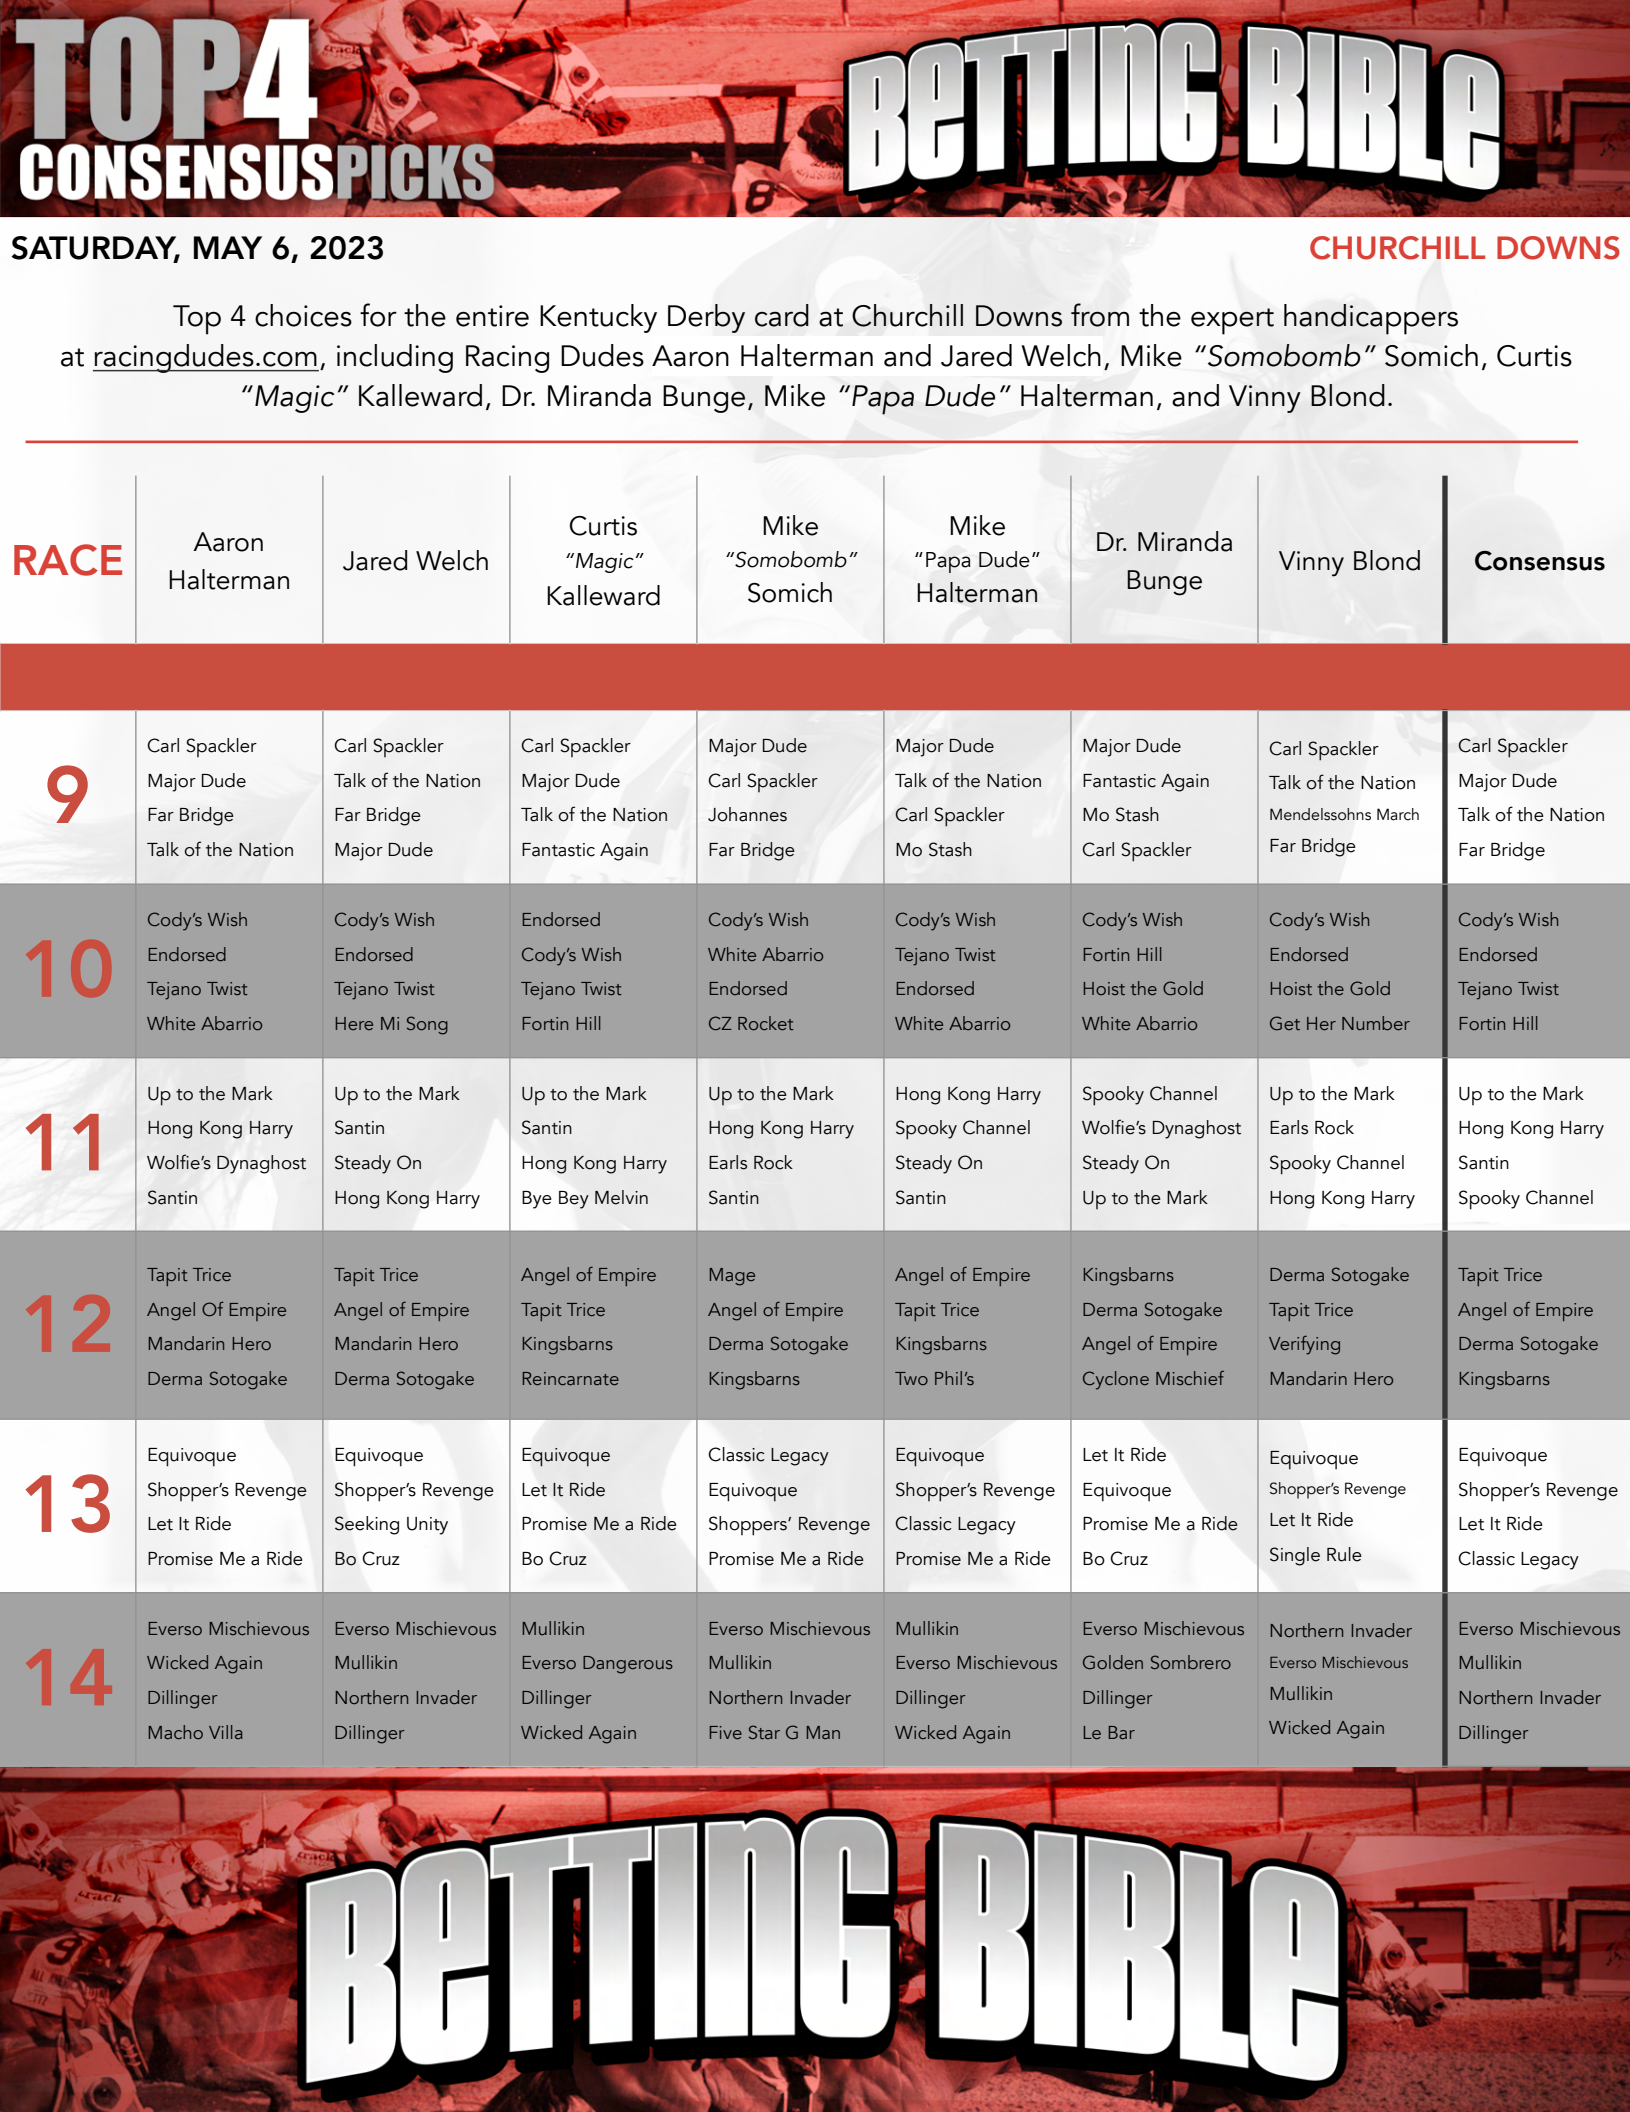 TOP4
CONSENSUSPICKS
BETTING BIBLE
8
SATURDAY, MAY 6, 2023
CHURCHILL DOWNS
Top 4 choices for the entire Kentucky Derby card at Churchill Downs from the expert handicappers
at racingdudes.com, including Racing Dudes Aaron Halterman and Jared Welch, Mike “Somobomb” Somich, Curtis
“Magic” Kalleward, Dr. Miranda Bunge, Mike “Papa Dude” Halterman, and Vinny Blond.
RACE
Aaron
Halterman
Jared Welch
Curtis
“Magic”
Kalleward
Mike
“Somobomb”
Somich
Mike
“Papa Dude”
Halterman
Dr. Miranda
Bunge
Vinny Blond
Consensus
9
Carl Spackler
Major Dude
Far Bridge
Talk of the Nation
Carl Spackler
Talk of the Nation
Far Bridge
Major Dude
Carl Spackler
Major Dude
Talk of the Nation
Fantastic Again
Major Dude
Carl Spackler
Johannes
Far Bridge
Major Dude
Talk of the Nation
Carl Spackler
Mo Stash
Major Dude
Fantastic Again
Mo Stash
Carl Spackler
Carl Spackler
Talk of the Nation
Mendelssohns March
Far Bridge
Carl Spackler
Major Dude
Talk of the Nation
Far Bridge
10
Cody’s Wish
Endorsed
Tejano Twist
White Abarrio
Cody’s Wish
Endorsed
Tejano Twist
Here Mi Song
Endorsed
Cody’s Wish
Tejano Twist
Fortin Hill
Cody’s Wish
White Abarrio
Endorsed
CZ Rocket
Cody’s Wish
Tejano Twist
Endorsed
White Abarrio
Cody’s Wish
Fortin Hill
Hoist the Gold
White Abarrio
Cody’s Wish
Endorsed
Hoist the Gold
Get Her Number
Cody’s Wish
Endorsed
Tejano Twist
Fortin Hill
11
Up to the Mark
Hong Kong Harry
Wolfie’s Dynaghost
Santin
Up to the Mark
Santin
Steady On
Hong Kong Harry
Up to the Mark
Santin
Hong Kong Harry
Bye Bey Melvin
Up to the Mark
Hong Kong Harry
Earls Rock
Santin
Hong Kong Harry
Spooky Channel
Steady On
Santin
Spooky Channel
Wolfie’s Dynaghost
Steady On
Up to the Mark
Up to the Mark
Earls Rock
Spooky Channel
Hong Kong Harry
Up to the Mark
Hong Kong Harry
Santin
Spooky Channel
12
Tapit Trice
Angel Of Empire
Mandarin Hero
Derma Sotogake
Tapit Trice
Angel of Empire
Mandarin Hero
Derma Sotogake
Angel of Empire
Tapit Trice
Kingsbarns
Reincarnate
Mage
Angel of Empire
Derma Sotogake
Kingsbarns
Angel of Empire
Tapit Trice
Kingsbarns
Two Phil’s
Kingsbarns
Derma Sotogake
Angel of Empire
Cyclone Mischief
Derma Sotogake
Tapit Trice
Verifying
Mandarin Hero
Tapit Trice
Angel of Empire
Derma Sotogake
Kingsbarns
13
Equivoque
Shopper’s Revenge
Let It Ride
Promise Me a Ride
Equivoque
Shopper’s Revenge
Seeking Unity
Bo Cruz
Equivoque
Let It Ride
Promise Me a Ride
Bo Cruz
Classic Legacy
Equivoque
Shoppers’ Revenge
Promise Me a Ride
Equivoque
Shopper’s Revenge
Classic Legacy
Promise Me a Ride
Let It Ride
Equivoque
Promise Me a Ride
Bo Cruz
Equivoque
Shopper’s Revenge
Let It Ride
Single Rule
Equivoque
Shopper’s Revenge
Let It Ride
Classic Legacy
14
Everso Mischievous
Wicked Again
Dillinger
Macho Villa
Everso Mischievous
Mullikin
Northern Invader
Dillinger
Mullikin
Everso Dangerous
Dillinger
Wicked Again
Everso Mischievous
Mullikin
Northern Invader
Five Star G Man
Mullikin
Everso Mischievous
Dillinger
Wicked Again
Everso Mischievous
Golden Sombrero
Dillinger
Le Bar
Northern Invader
Everso Mischievous
Mullikin
Wicked Again
Everso Mischievous
Mullikin
Northern Invader
Dillinger
BETTING BIBLE
9